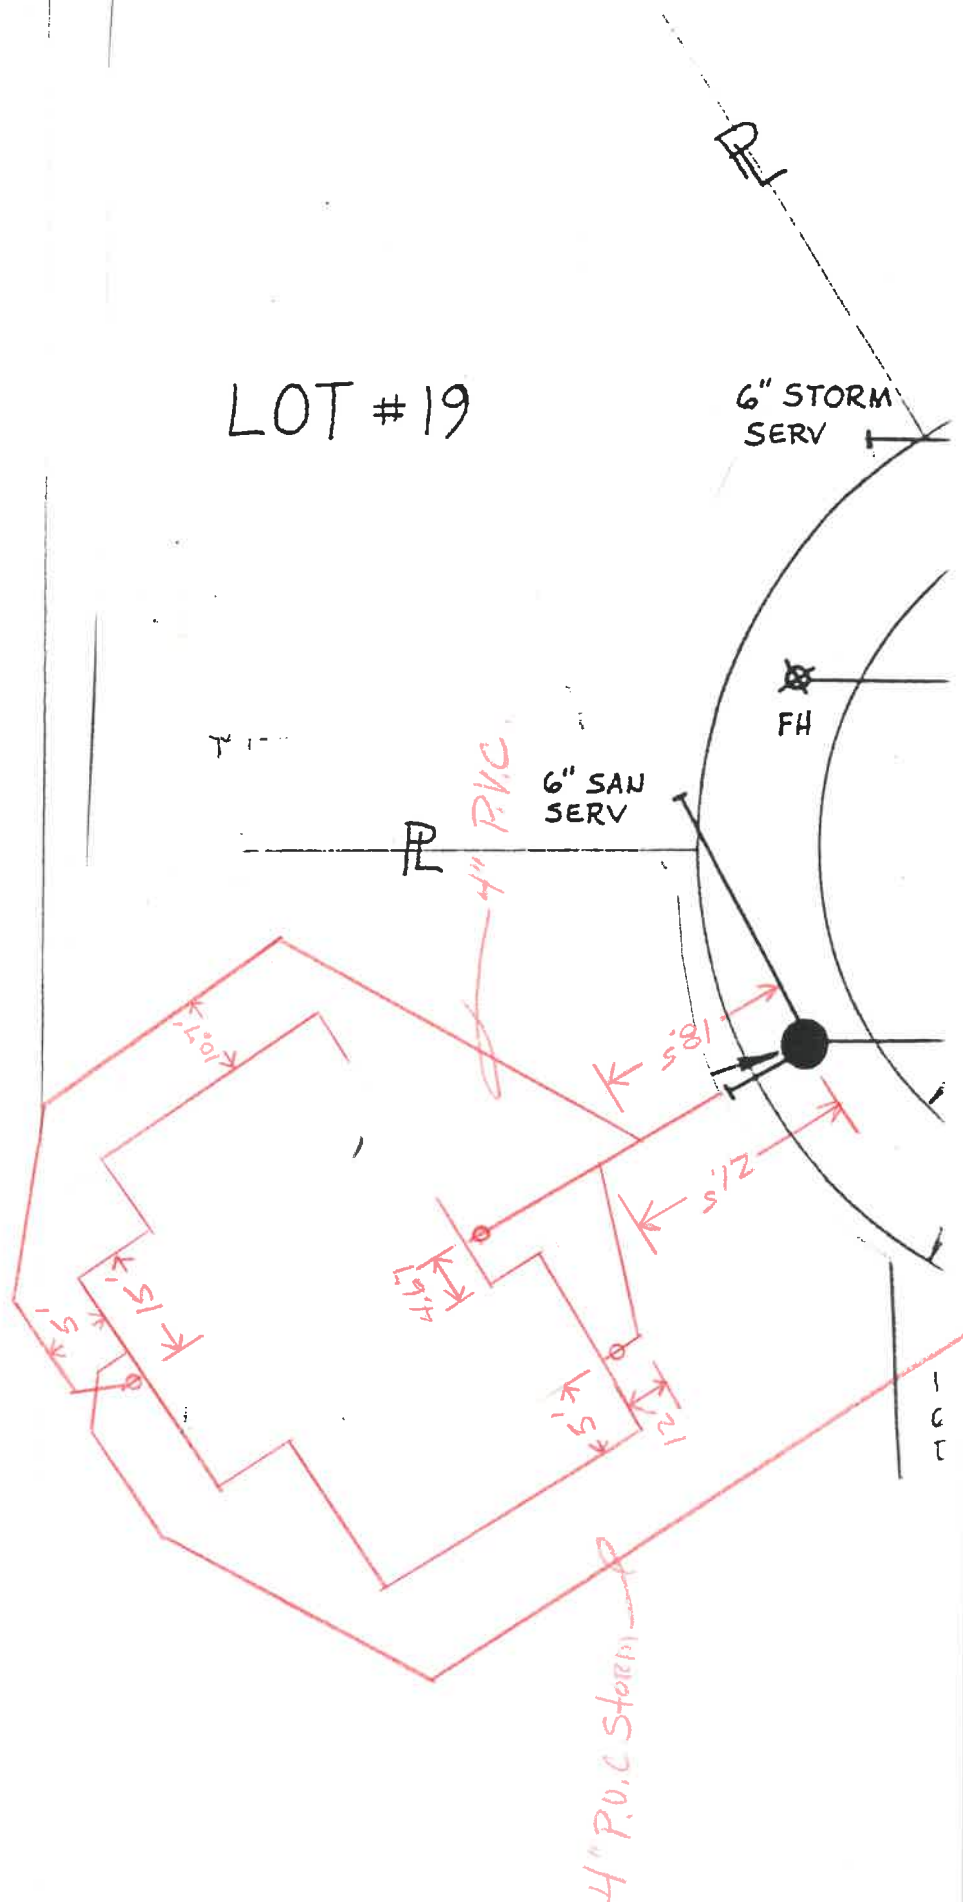 PL
LOT #19
6" STORM
SERV
FH
6" SAN
SERV
PL
4" P.V.C
18.5
10.7'
21.5
4.67
15'
5'
5'
12'
4" P.V.C Storm